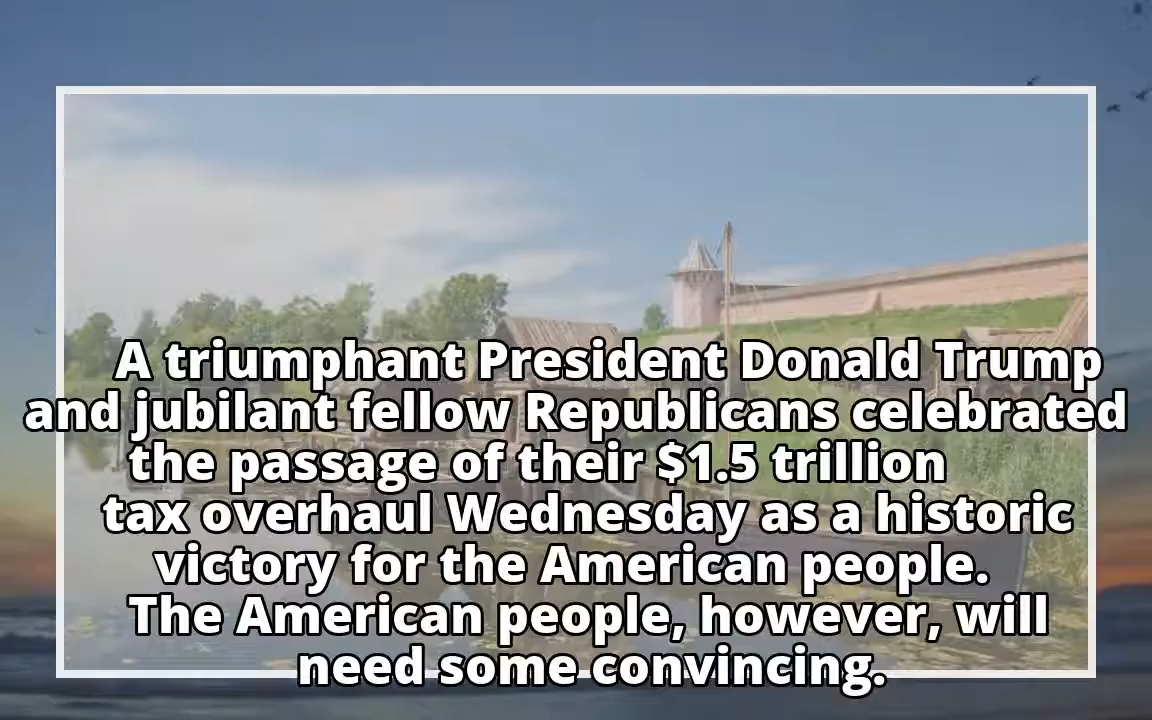 A triumphant President Donald Trump
and jubilant fellow Republicans celebrated
the passage of their $1.5 trillion
tax overhaul Wednesday as a historic
victory for the American people.
The American people, however, will
need some convincing.